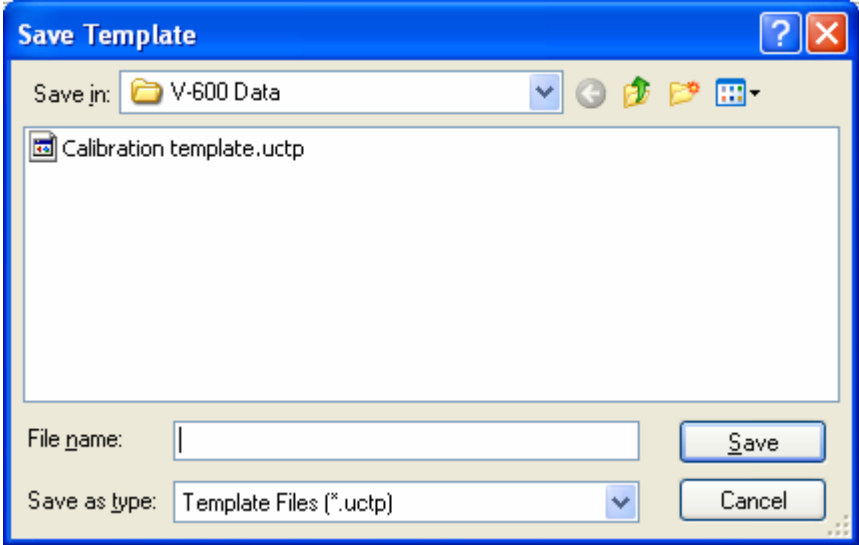 Save Template
?
Save in: V-600 Data
Calibration template.uctp
File name:
Save
Save as type: Template Files (*.uctp)
Cancel